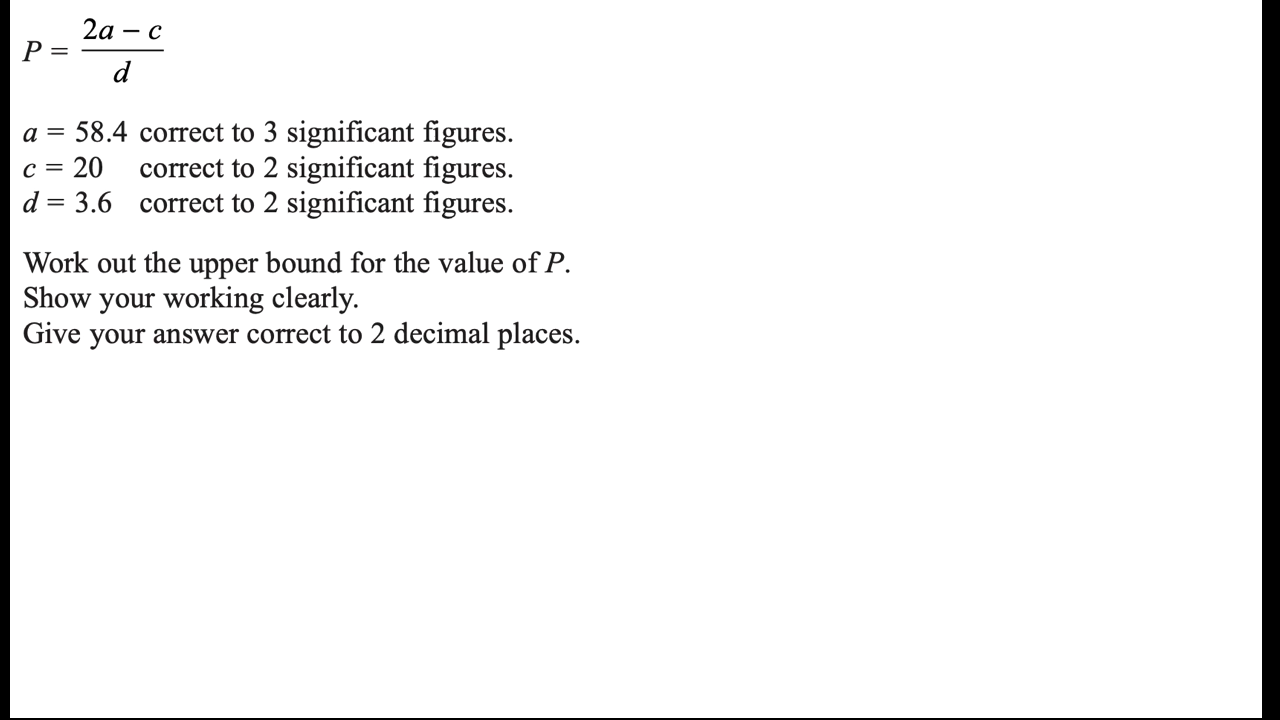 P = \frac{2a − c}{d}
a = 58.4 correct to 3 significant figures.
c = 20 correct to 2 significant figures.
d = 3.6 correct to 2 significant figures.
Work out the upper bound for the value of P.
Show your working clearly.
Give your answer correct to 2 decimal places.